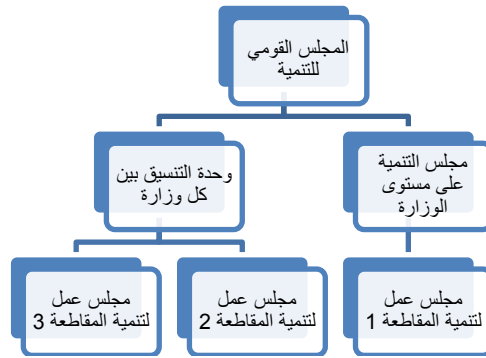 المجلس القومي
للتنمية
مجلس التنمية
على مستوى
الوزارة
وحدة التنسيق بين
كل وزارة
مجلس عمل
لتنمية المقاطعة 1
مجلس عمل
لتنمية المقاطعة 2
مجلس عمل
لتنمية المقاطعة 3